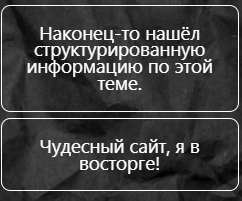 Наконец-то нашёл
структурированную
информацию по этой
теме.
Чудесный сайт, я в
восторге!